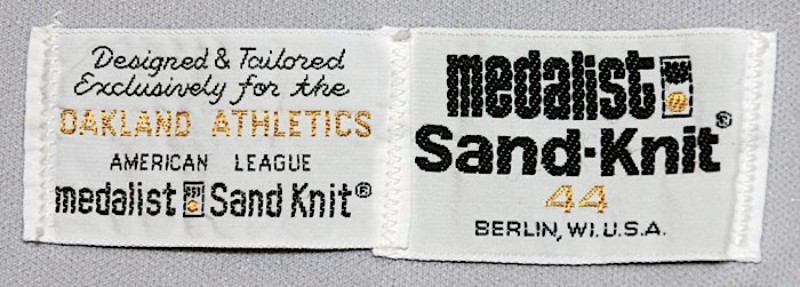 Designed & Tailored
Exclusively for the
OAKLAND ATHLETICS
AMERICAN LEAGUE
medalist Sand Knit®
medalist
Sand-Knit®
44
BERLIN, WI. U.S.A.